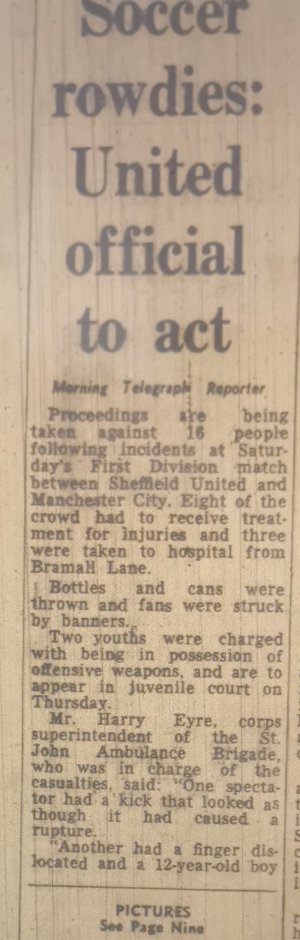 Soccer
rowdies:
United
official
to act
Morning Telegraph Reporter
Proceedings are being
taken against 16 people
following incidents at Satur-
day's First Division match
between Sheffield United and
Manchester City. Eight of the
crowd had to receive treat-
ment for injuries and three
were taken to hospital from
Bramall Lane.
Bottles and cans were
thrown and fans were struck
by banners.
Two youths were charged
with being in possession of
offensive weapons, and are to
appear in juvenile court on
Thursday.
Mr. Harry Eyre, corps
superintendent of the St.
John Ambulance Brigade,
who was in charge of the
casualties, said: "One specta-
tor had a kick that looked as
though it had caused a
rupture.
"Another had a finger dis-
located and a 12-year-old boy
PICTURES
See Page Nine